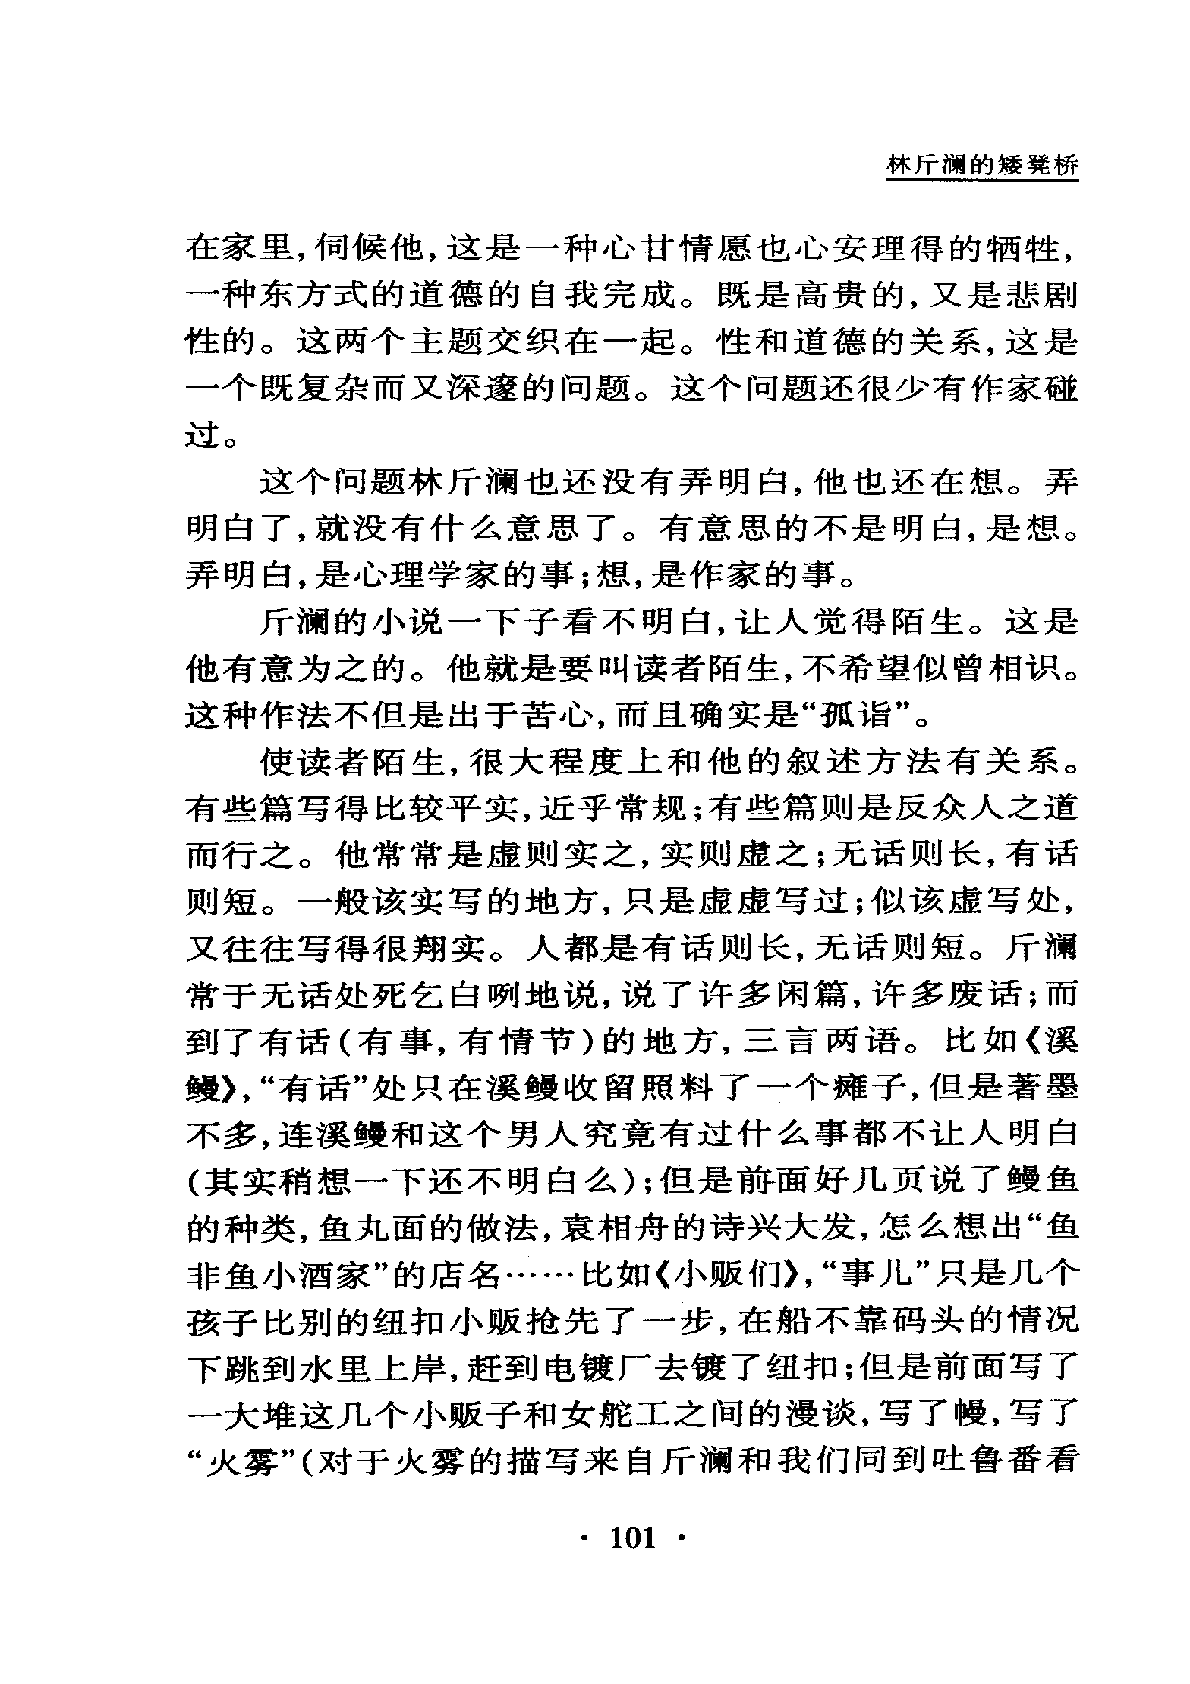 林斤澜的矮凳桥
在家里,伺候他,这是一种心甘情愿也心安理得的牺牲,
一种东方式的道德的自我完成。既是高贵的,又是悲剧
性的。这两个主题交织在一起。性和道德的关系,这是
一个既复杂而又深邃的问题。这个问题还很少有作家碰
过。
这个问题林斤澜也还没有弄明白,他也还在想。弄
明白了,就没有什么意思了。有意思的不是明白,是想。
弄明白,是心理学家的事;想,是作家的事。
斤澜的小说一下子看不明白,让人觉得陌生。这是
他有意为之的。他就是要叫读者陌生,不希望似曾相识。
这种作法不但是出于苦心,而且确实是“孤诣”。
使读者陌生,很大程度上和他的叙述方法有关系。
有些篇写得比较平实,近乎常规;有些篇则是反众人之道
而行之。他常常是虚则实之,实则虚之;无话则长,有话
则短。一般该实写的地方,只是虚虚写过;似该虚写处,
又往往写得很翔实。人都是有话则长,无话则短。斤澜
常于无话处死乞白咧地说,说了许多闲篇,许多废话;而
到了有话(有事,有情节)的地方,三言两语。比如《溪
鳗》,“有话”处只在溪鳗收留照料了一个瘫子,但是著墨
不多,连溪鳗和这个男人究竟有过什么事都不让人明白
(其实稍想一下还不明白么);但是前面好几页说了鳗鱼
的种类,鱼丸面的做法,袁相舟的诗兴大发,怎么想出“鱼
非鱼小酒家”的店名……比如《小贩们》,“事儿”只是几个
孩子比别的纽扣小贩抢先了一步,在船不靠码头的情况
下跳到水里上岸,赶到电镀厂去镀了纽扣;但是前面写了
一大堆这几个小贩子和女舵工之间的漫谈,写了幔,写了
“火雾”(对于火雾的描写来自斤澜和我们同到吐鲁番看
· 101 ·